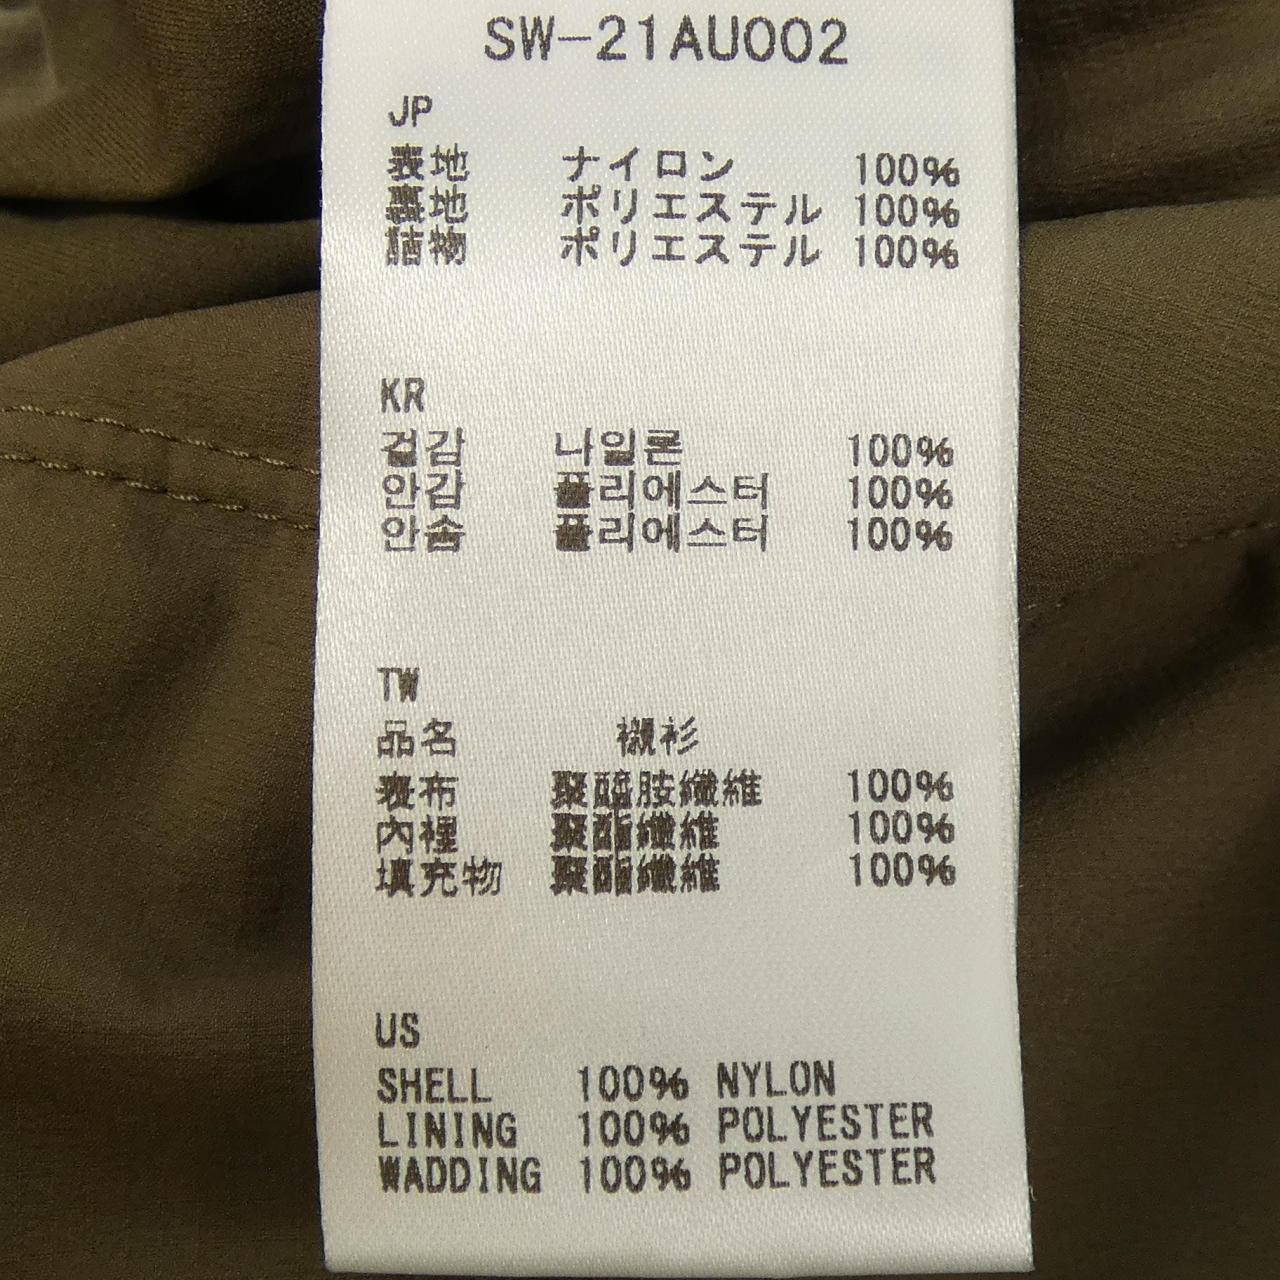 SW-21AU002
JP
表地 ナイロン 100%
裏地 ポリエステル 100%
詰物 ポリエステル 100%
KR
겉감 나일론 100%
안감 폴리에스터 100%
안솜 폴리에스터 100%
TW
品名 襯衫
表布 聚醯胺纖維 100%
內裡 聚酯纖維 100%
填充物 聚酯纖維 100%
US
SHELL 100% NYLON
LINING 100% POLYESTER
WADDING 100% POLYESTER